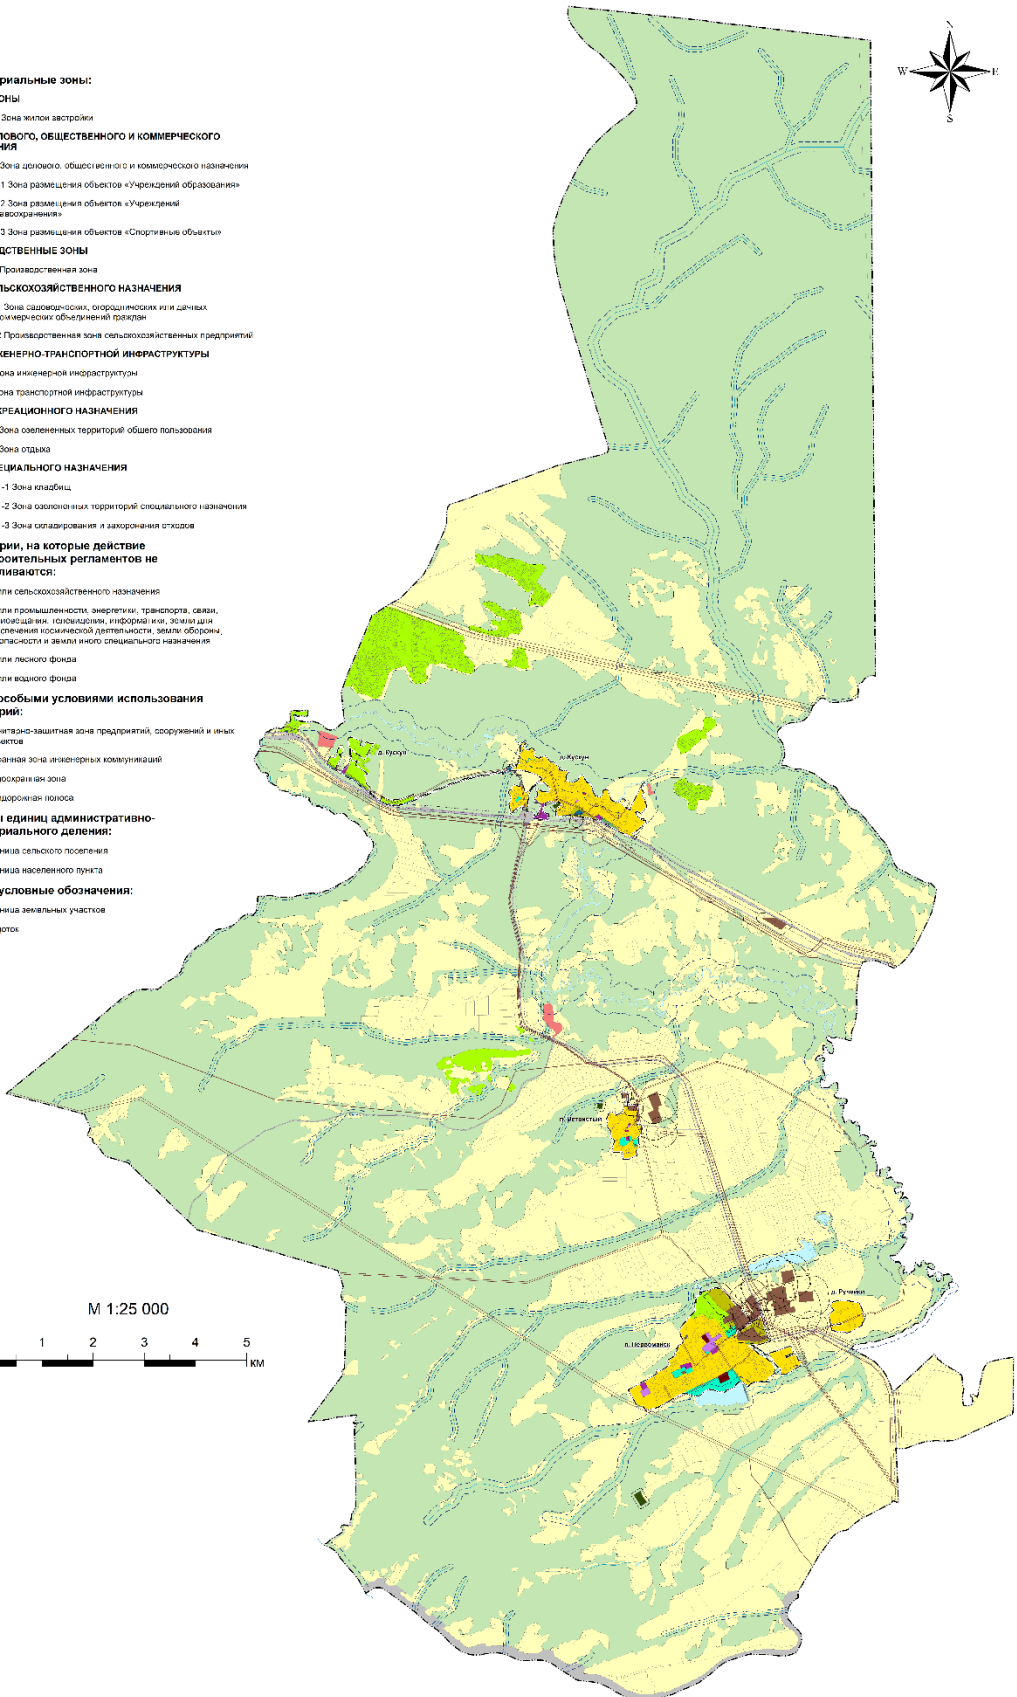 N
W
E
S
риальные зоны:
ОНЫ
Зона жилой застройки
ЛОВОГО, ОБЩЕСТВЕННОГО И КОММЕРЧЕСКОГО
НИЯ
Зона делового, общественного и коммерческого назначения
1 Зона размещения объектов «Учреждений образования»
2 Зона размещения объектов «Учреждений
авоохранения»
3 Зона размещения объектов «Спортивные объекты»
ДСТВЕННЫЕ ЗОНЫ
Производственная зона
ЛЬСКОХОЗЯЙСТВЕННОГО НАЗНАЧЕНИЯ
Зона садоводческих, огороднических или дачных
оммерческих объединений граждан
2 Производственная зона сельскохозяйственных предприятий
ЖЕНЕРНО-ТРАНСПОРТНОЙ ИНФРАСТРУКТУРЫ
она инженерной инфраструктуры
она транспортной инфраструктуры
КРЕАЦИОННОГО НАЗНАЧЕНИЯ
Зона озелененных территорий общего пользования
Зона отдыха
ЕЦИАЛЬНОГО НАЗНАЧЕНИЯ
-1 Зона кладбищ
-2 Зона озелененных территорий специального назначения
-3 Зона складирования и захоронения отходов
рии, на которые действие
роительных регламентов не
ливаются:
ли сельскохозяйственного назначения
ли промышленности, энергетики, транспорта, связи,
иовещания, телевидения, информатики, земли для
спечения космической деятельности, земли обороны,
опасности и земли иного специального назначения
ли лесного фонда
ли водного фонда
особыми условиями использования
рий:
нитарно-защитная зона предприятий, сооружений и иных
ектов
ранная зона инженерных коммуникаций
доохранная зона
идорожная полоса
ы единиц административно-
риального деления:
ница сельского поселения
ница населенного пункта
условные обозначения:
ница земельных участков
доток
д. Кускун
д. Ручейки
п. Первоманск
М 1:25 000
1 2 3 4 5
КМ